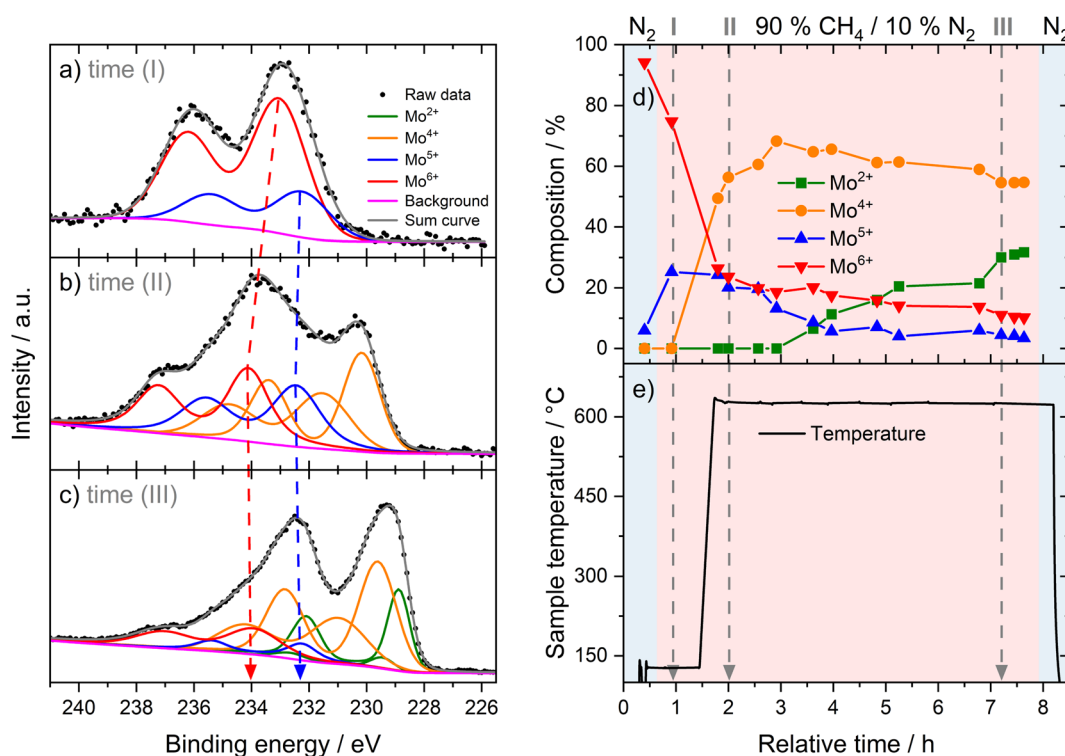 a) time (I)
Raw data
Mo2+
Mo4+
Mo5+
Mo6+
Background
Sum curve
b) time (II)
c) time (III)
Intensity / a.u.
240 238 236 234 232 230 228 226
Binding energy / eV
N2 I II 90 % CH4 / 10 % N2 III N2
d)
100
80
60
40
20
0
Composition / %
Mo2+
Mo4+
Mo5+
Mo6+
e)
600
450
300
150
Sample temperature / °C
Temperature
0 1 2 3 4 5 6 7 8
Relative time / h